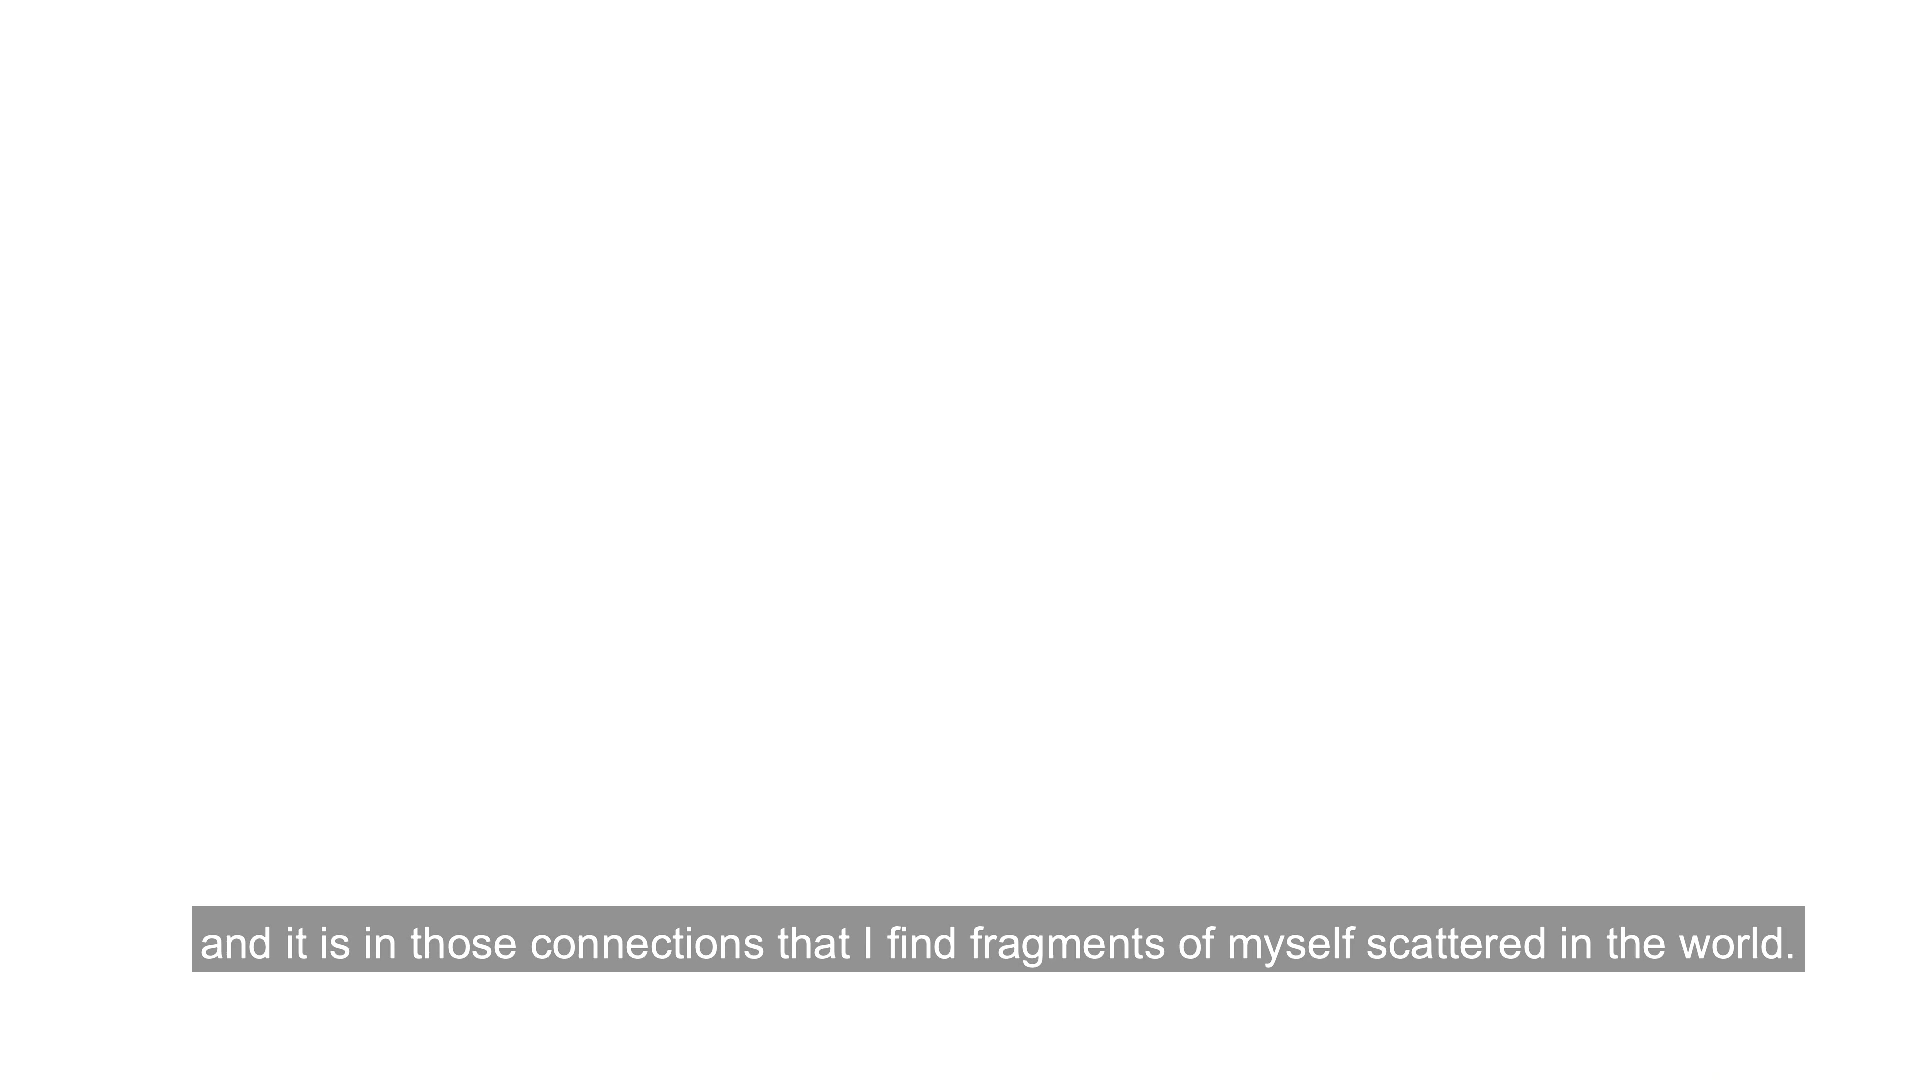 and it is in those connections that I find fragments of myself scattered in the world.